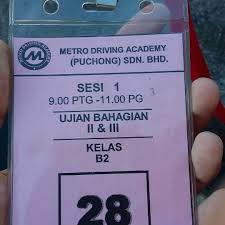 METRO DRIVING ACADEMY
(PUCHONG) SDN. BHD.
SESI 1
9.00 PTG -11.00 PG
UJIAN BAHAGIAN
II & III
KELAS
B2
28